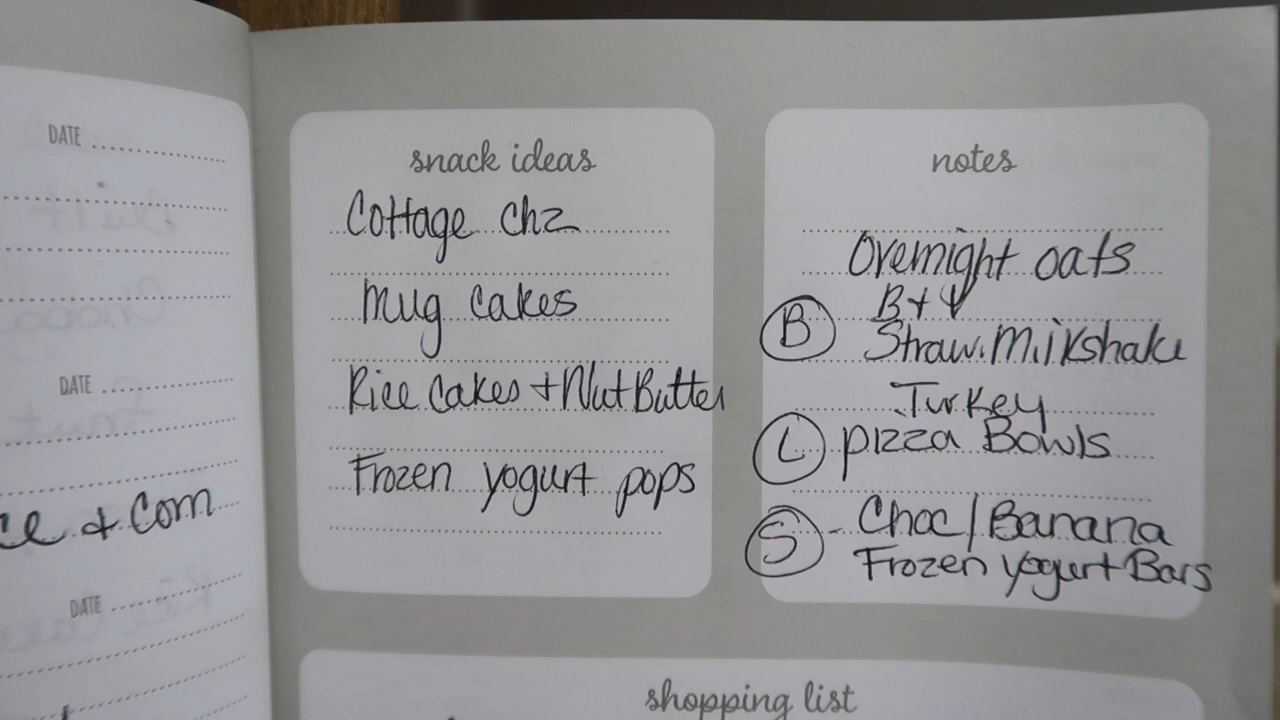 DATE
DATE
& Corn
DATE
snack ideas
Cottage chz
Mug cakes
Rice Cakes + Nut Butter
Frozen yogurt pops
notes
Overnight oats
B +
B Straw. Milkshake
Turkey
L Pizza Bowls
S - Choc/Banana
Frozen Yogurt Bars
shopping list